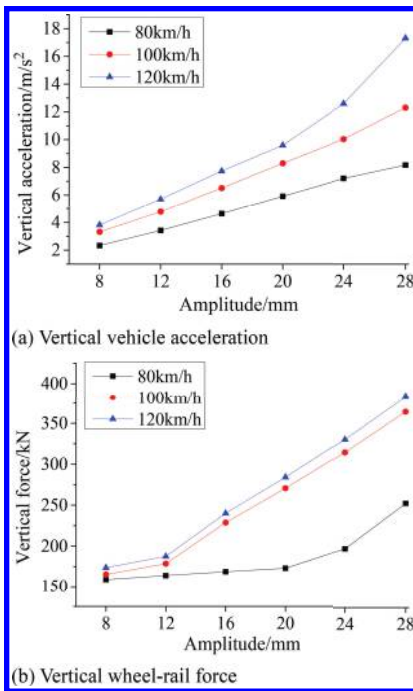 18
16
14
12
10
8
6
4
2
Vertical acceleration/m/s²
80km/h
100km/h
120km/h
8 12 16 20 24 28
Amplitude/mm
(a) Vertical vehicle acceleration
400
350
300
250
200
150
Vertical force/kN
80km/h
100km/h
120km/h
8 12 16 20 24 28
Amplitude/mm
(b) Vertical wheel-rail force